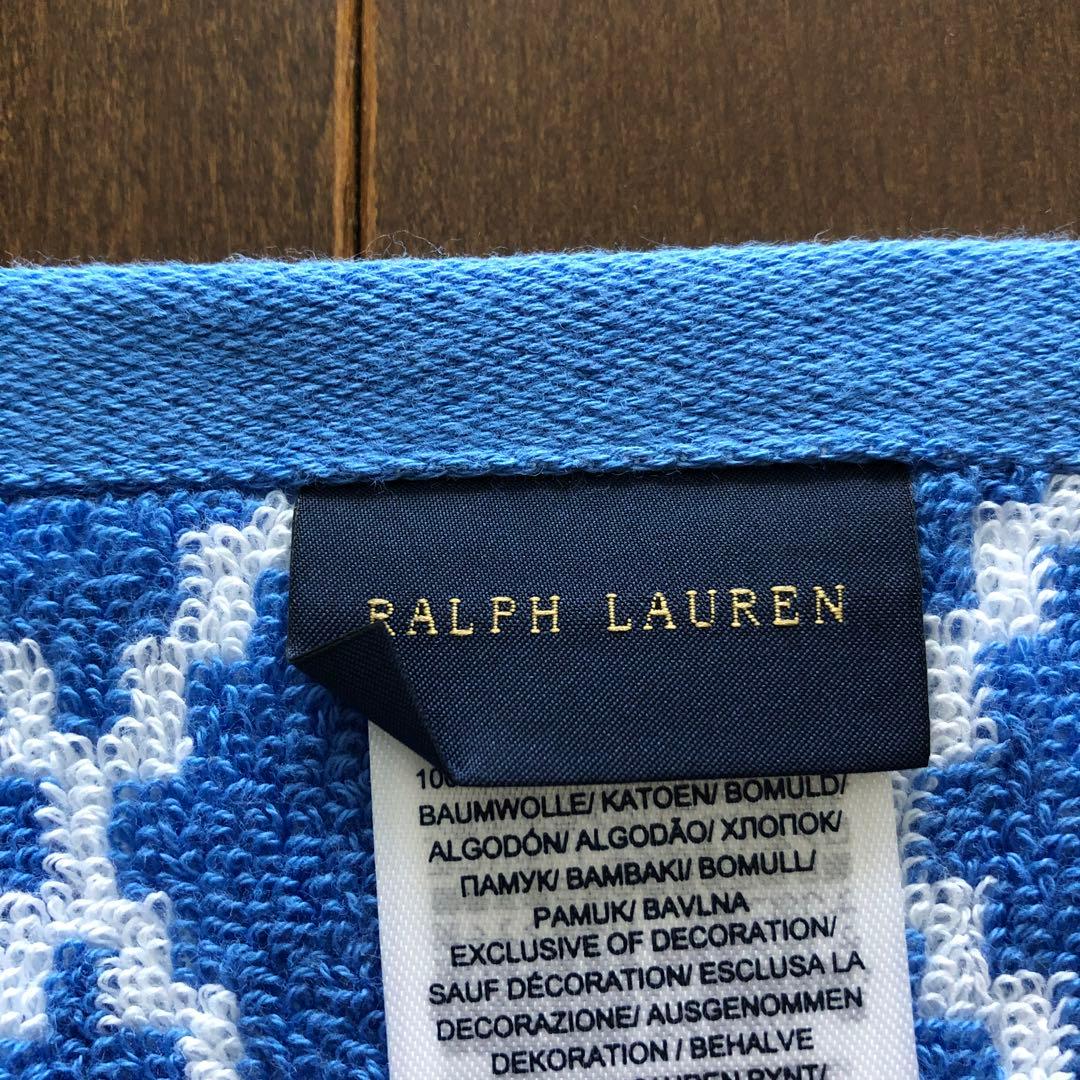 RALPH LAUREN
BAUMWOLLE/ KATOEN/ BOMULD/
ALGODÓN/ ALGODÃO/ ХЛОПОК/
ПАМУК/ BAMBAKI/ BOMULL/
PAMUK/ BAVLNA
EXCLUSIVE OF DECORATION/
SAUF DÉCORATION/ ESCLUSA LA
DECORAZIONE/ AUSGENOMMEN
DEKORATION / BEHALVE